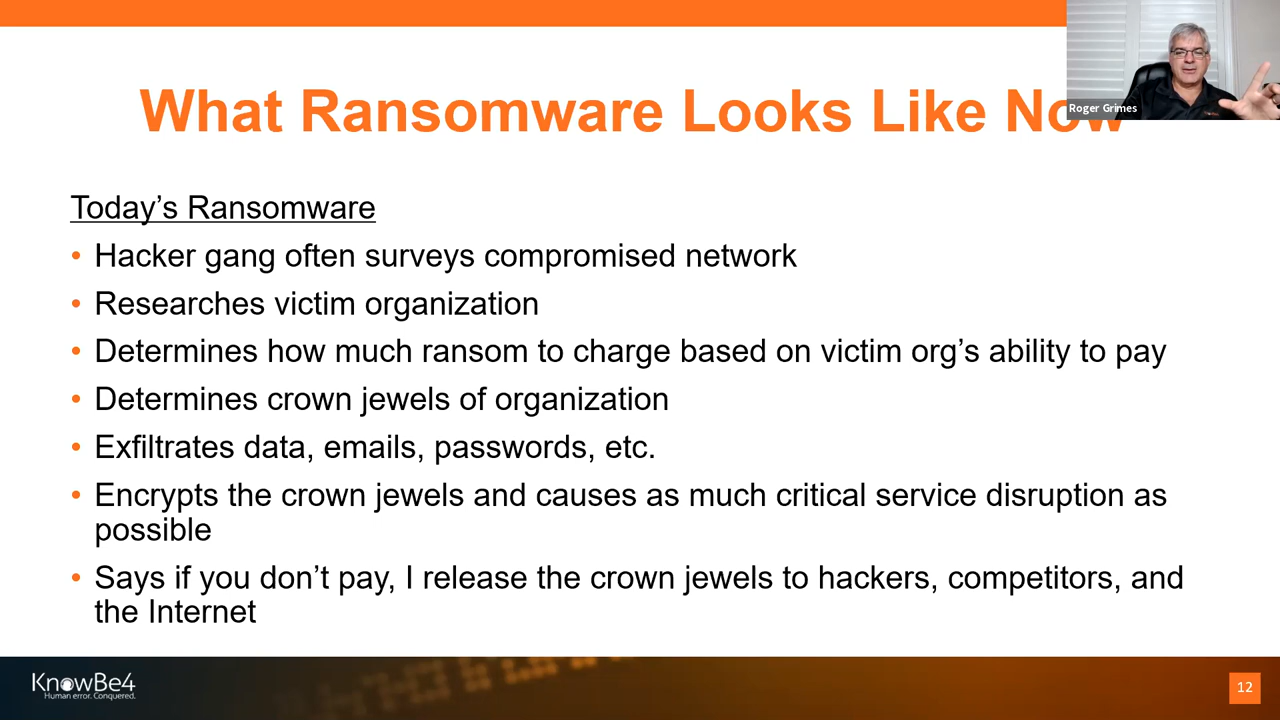 What Ransomware Looks Like Now
Roger Grimes
Today's Ransomware
• Hacker gang often surveys compromised network
• Researches victim organization
• Determines how much ransom to charge based on victim org's ability to pay
• Determines crown jewels of organization
• Exfiltrates data, emails, passwords, etc.
• Encrypts the crown jewels and causes as much critical service disruption as
possible
• Says if you don't pay, I release the crown jewels to hackers, competitors, and
the Internet
KnowBe4
Human error. Conquered.
12